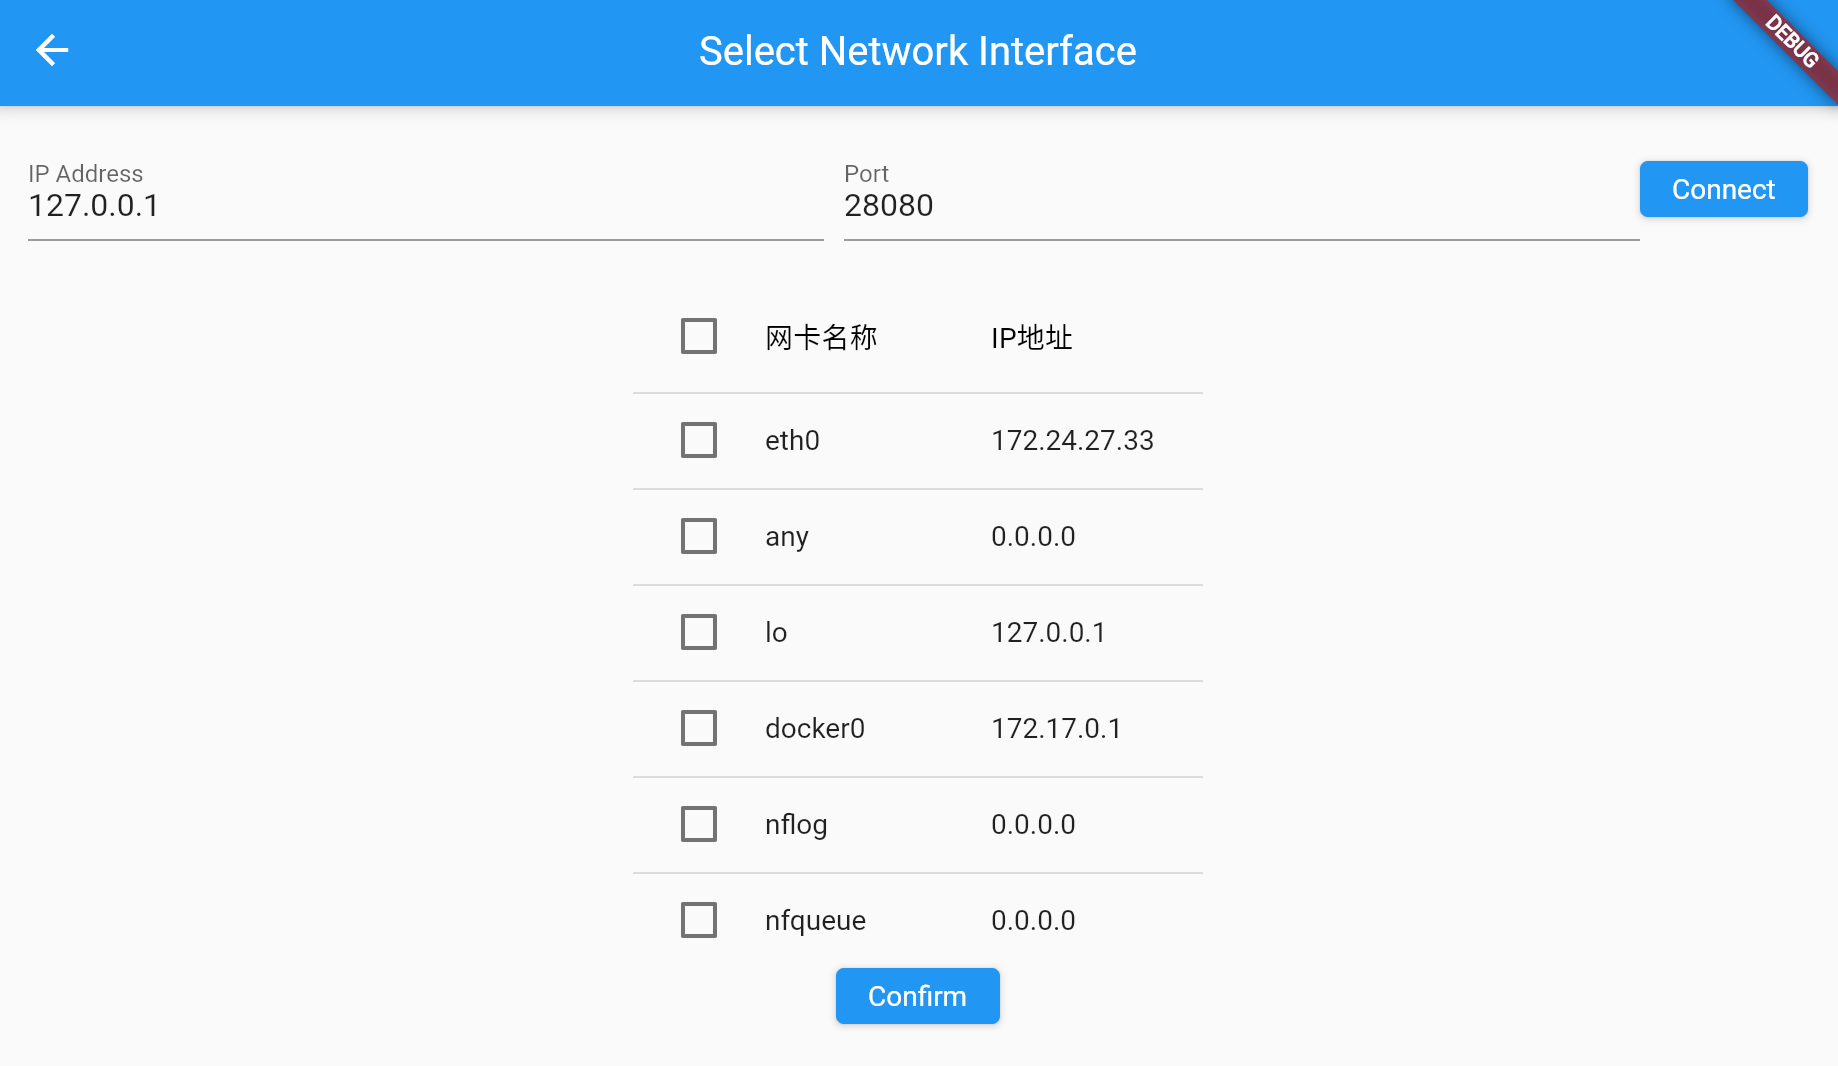 Select Network Interface
DEBUG
IP Address
127.0.0.1
Port
28080
Connect
网卡名称 IP地址
eth0 172.24.27.33
any 0.0.0.0
lo 127.0.0.1
docker0 172.17.0.1
nflog 0.0.0.0
nfqueue 0.0.0.0
Confirm